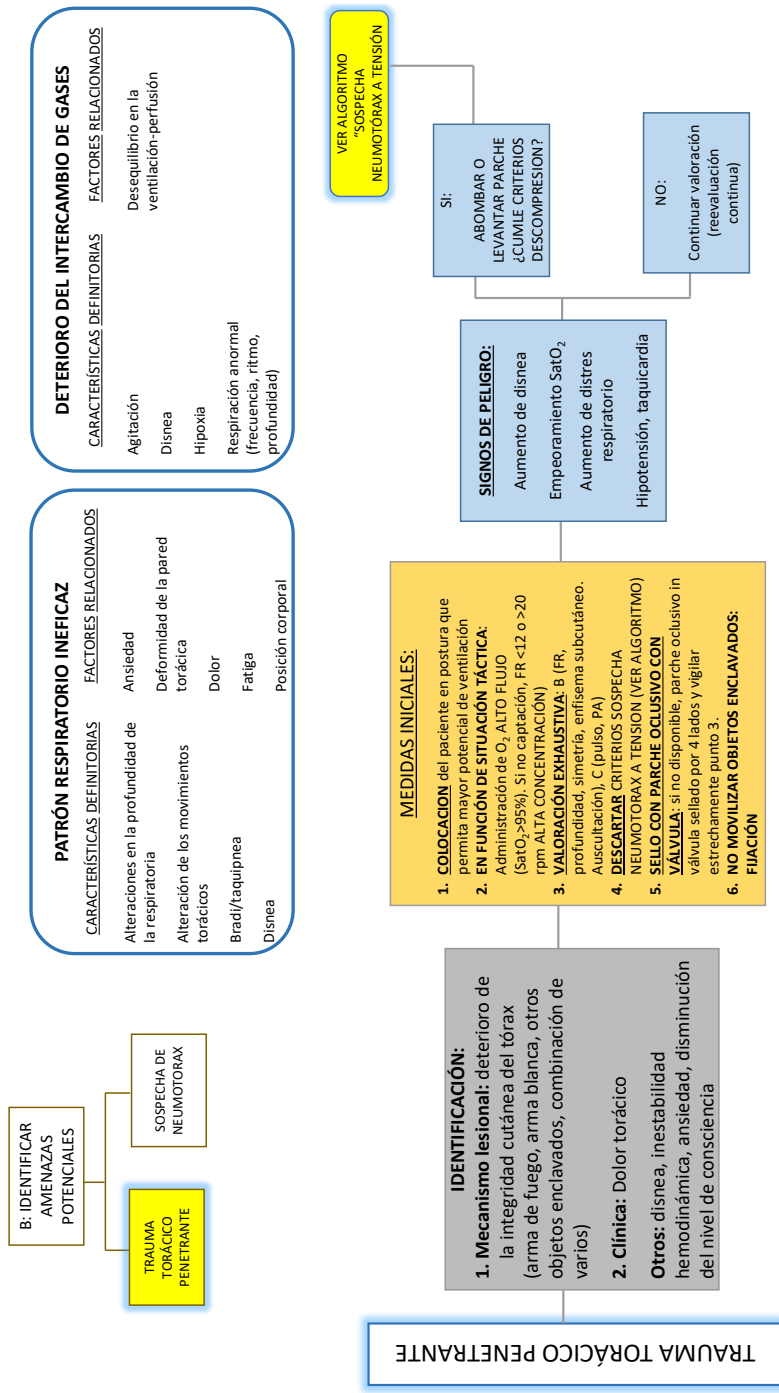 B: IDENTIFICAR
AMENAZAS
POTENCIALES
TRAUMA
TORÁCICO
PENETRANTE
SOSPECHA DE
NEUMOTORAX
PATRÓN RESPIRATORIO INEFICAZ
CARACTERÍSTICAS DEFINITORIAS
Alteraciones en la profundidad de
la respiratoria
Alteración de los movimientos
torácicos
Bradi/taquipnea
Disnea
FACTORES RELACIONADOS
Ansiedad
Deformidad de la pared
torácica
Dolor
Fatiga
Posición corporal
DETERIORO DEL INTERCAMBIO DE GASES
CARACTERÍSTICAS DEFINITORIAS
Agitación
Disnea
Hipoxia
Respiración anormal
(frecuencia, ritmo,
profundidad)
FACTORES RELACIONADOS
Desequilibrio en la
ventilación-perfusión
TRAUMA TORÁCICO PENETRANTE
IDENTIFICACIÓN:
1. Mecanismo lesional: deterioro de
la integridad cutánea del tórax
(arma de fuego, arma blanca, otros
objetos enclavados, combinación de
varios)
2. Clínica: Dolor torácico
Otros: disnea, inestabilidad
hemodinámica, ansiedad, disminución
del nivel de consciencia
MEDIDAS INICIALES:
1. COLOCACION del paciente en postura que
permita mayor potencial de ventilación
2. EN FUNCIÓN DE SITUACIÓN TÁCTICA:
Administración de O2 ALTO FLUJO
(SatO2>95%). Si no captación, FR <12 o >20
rpm ALTA CONCENTRACIÓN)
3. VALORACIÓN EXHAUSTIVA: B (FR,
profundidad, simetría, enfisema subcutáneo.
Auscultación), C (pulso, PA)
4. DESCARTAR CRITERIOS SOSPECHA
NEUMOTORAX A TENSION (VER ALGORITMO)
5. SELLO CON PARCHE OCLUSIVO CON
VÁLVULA: si no disponible, parche oclusivo in
válvula sellado por 4 lados y vigilar
estrechamente punto 3.
6. NO MOVILIZAR OBJETOS ENCLAVADOS:
FIJACIÓN
SIGNOS DE PELIGRO:
Aumento de disnea
Empeoramiento SatO2
Aumento de distres
respiratorio
Hipotensión, taquicardia
SI:
ABOMBAR O
LEVANTAR PARCHE
¿CUMLE CRITERIOS
DESCOMPRESION?
NO:
Continuar valoración
(reevaluación
continua)
VER ALGORITMO
"SOSPECHA
NEUMOTÓRAX A TENSIÓN